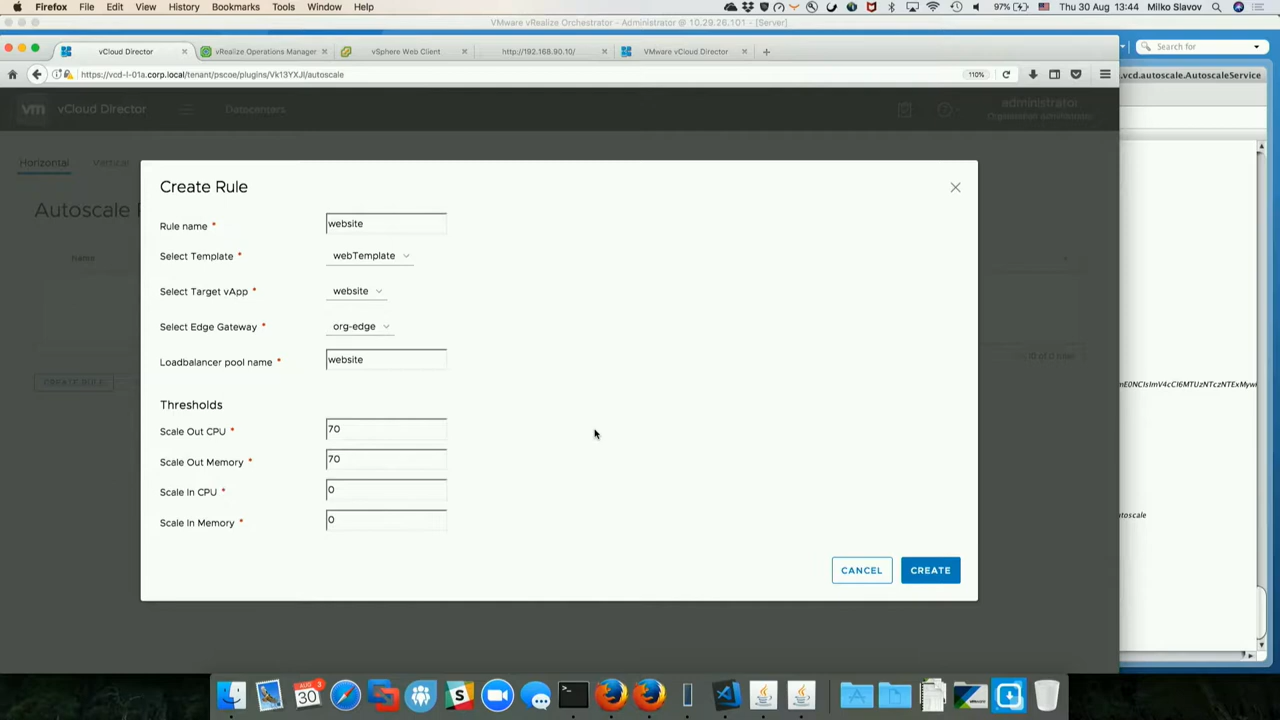 Firefox File Edit View History Bookmarks Tools Window Help 97% Thu 30 Aug 13:44 Milko Slavov
VMware vRealize Orchestrator - Administrator @ 10.29.26.101 - [Server]
vCloud Director vRealize Operations Manager vSphere Web Client http://192.168.90.10/ VMware vCloud Director
Search for
https://vcd-l-01a.corp.local/tenant/pscoe/plugins/Vk13YXJl/autoscale 110%
.vcd.autoscale.AutoscaleService
vm vCloud Director Datacenters administrator
Organization administrator
Horizontal Vertical
Autoscale
Name
CREATE RULE
Create Rule
Rule name * website
Select Template * webTemplate
Select Target vApp * website
Select Edge Gateway * org-edge
Loadbalancer pool name * website
Thresholds
Scale Out CPU * 70
Scale Out Memory * 70
Scale In CPU * 0
Scale In Memory * 0
CANCEL CREATE
AUG
30